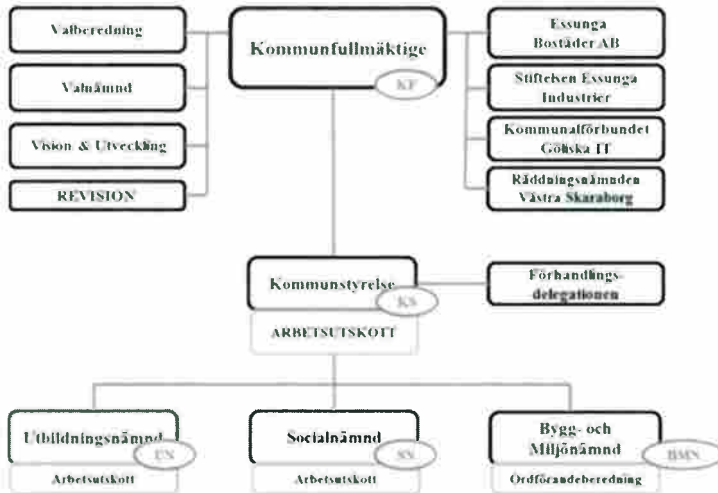 Valberedning
Valnämnd
Vision & Utveckling
REVISION
Kommunfullmäktige
KF
Essunga
Bostäder AB
Stiftelsen Essunga
Industrier
Kommunalförbundet
Göliska IT
Räddningsnämnden
Västra Skaraborg
Kommunstyrelse
KS
ARBETSUTSKOTT
Förhandlings-
delegationen
Utbildningsnämnd
UN
Arbetsutskott
Socialnämnd
SN
Arbetsutskott
Bygg- och
Miljönämnd
BMN
Ordförandeberedning